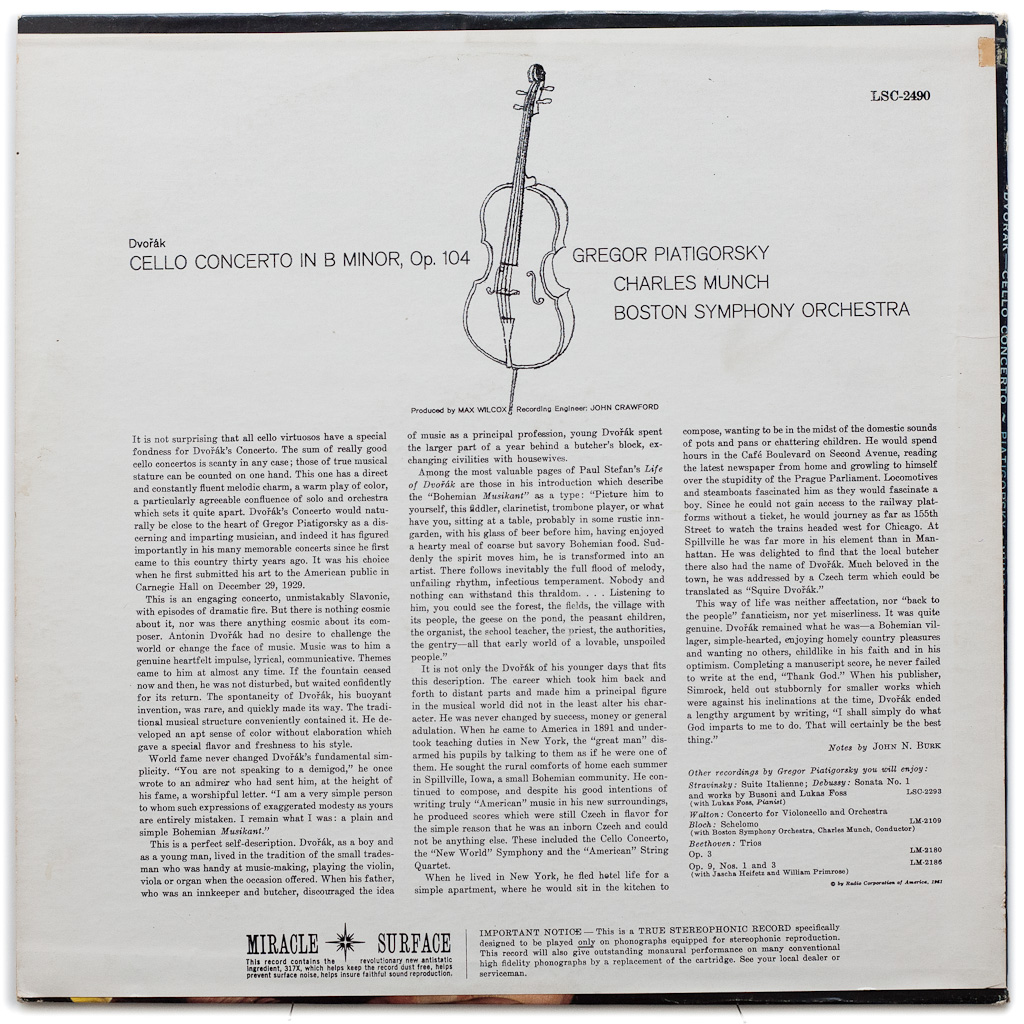 LSC-2490
Dvořák
CELLO CONCERTO IN B MINOR, Op. 104
GREGOR PIATIGORSKY
CHARLES MUNCH
BOSTON SYMPHONY ORCHESTRA
Produced by MAX WILCOX Recording Engineer: JOHN CRAWFORD
It is not surprising that all cello virtuosos have a special
fondness for Dvořák's Concerto. The sum of really good
cello concertos is scanty in any case; those of true musical
stature can be counted on one hand. This one has a direct
and constantly fluent melodic charm, a warm play of color,
a particularly agreeable confluence of solo and orchestra
which sets it quite apart. Dvořák's Concerto would natu-
rally be close to the heart of Gregor Piatigorsky as a dis-
cerning and imparting musician, and indeed it has figured
importantly in his many memorable concerts since he first
came to this country thirty years ago. It was his choice
when he first submitted his art to the American public in
Carnegie Hall on December 29, 1929.
This is an engaging concerto, unmistakably Slavonic,
with episodes of dramatic fire. But there is nothing cosmic
about it, nor was there anything cosmic about its com-
poser. Antonin Dvořák had no desire to challenge the
world or change the face of music. Music was to him a
genuine heartfelt impulse, lyrical, communicative. Themes
came to him at almost any time. If the fountain ceased
now and then, he was not disturbed, but waited confidently
for its return. The spontaneity of Dvořák, his buoyant
invention, was rare, and quickly made its way. The tradi-
tional musical structure conveniently contained it. He de-
veloped an apt sense of color without elaboration which
gave a special flavor and freshness to his style.
World fame never changed Dvořák's fundamental sim-
plicity. "You are not speaking to a demigod," he once
wrote to an admirer who had sent him, at the height of
his fame, a worshipful letter. "I am a very simple person
to whom such expressions of exaggerated modesty as yours
are entirely mistaken. I remain what I was: a plain and
simple Bohemian Musikant."
This is a perfect self-description. Dvořák, as a boy and
as a young man, lived in the tradition of the small trades-
man who was handy at music-making, playing the violin,
viola or organ when the occasion offered. When his father,
who was an innkeeper and butcher, discouraged the idea
of music as a principal profession, young Dvořák spent
the larger part of a year behind a butcher's block, ex-
changing civilities with housewives.
Among the most valuable pages of Paul Stefan's Life
of Dvořák are those in his introduction which describe
the "Bohemian Musikant" as a type: "Picture him to
yourself, this fiddler, clarinetist, trombone player, or what
have you, sitting at a table, probably in some rustic inn-
garden, with his glass of beer before him, having enjoyed
a hearty meal of coarse but savory Bohemian food. Sud-
denly the spirit moves him, he is transformed into an
artist. There follows inevitably the full flood of melody,
unfailing rhythm, infectious temperament. Nobody and
nothing can withstand this thraldom. . . . Listening to
him, you could see the forest, the fields, the village with
its people, the geese on the pond, the peasant children,
the organist, the school teacher, the priest, the authorities,
the gentry—all that early world of a lovable, unspoiled
people."
It is not only the Dvořák of his younger days that fits
this description. The career which took him back and
forth to distant parts and made him a principal figure
in the musical world did not in the least alter his char-
acter. He was never changed by success, money or general
adulation. When he came to America in 1891 and under-
took teaching duties in New York, the "great man" dis-
armed his pupils by talking to them as if he were one of
them. He sought the rural comforts of home each summer
in Spillville, Iowa, a small Bohemian community. He con-
tinued to compose, and despite his good intentions of
writing truly "American" music in his new surroundings,
he produced scores which were still Czech in flavor for
the simple reason that he was an inborn Czech and could
not be anything else. These included the Cello Concerto,
the "New World" Symphony and the "American" String
Quartet.
When he lived in New York, he fled hotel life for a
simple apartment, where he would sit in the kitchen to
compose, wanting to be in the midst of the domestic sounds
of pots and pans or chattering children. He would spend
hours in the Café Boulevard on Second Avenue, reading
the latest newspaper from home and growling to himself
over the stupidity of the Prague Parliament. Locomotives
and steamboats fascinated him as they would fascinate a
boy. Since he could not gain access to the railway plat-
forms without a ticket, he would journey as far as 155th
Street to watch the trains headed west for Chicago. At
Spillville he was far more in his element than in Man-
hattan. He was delighted to find that the local butcher
there also had the name of Dvořák. Much beloved in the
town, he was addressed by a Czech term which could be
translated as "Squire Dvořák."
This way of life was neither affectation, nor "back to
the people" fanaticism, nor yet miserliness. It was quite
genuine. Dvořák remained what he was—a Bohemian vil-
lager, simple-hearted, enjoying homely country pleasures
and wanting no others, childlike in his faith and in his
optimism. Completing a manuscript score, he never failed
to write at the end, "Thank God." When his publisher,
Simrock, held out stubbornly for smaller works which
were against his inclinations at the time, Dvořák ended
a lengthy argument by writing, "I shall simply do what
God imparts to me to do. That will certainly be the best
thing."
Notes by JOHN N. BURK
Other recordings by Gregor Piatigorsky you will enjoy:
Stravinsky: Suite Italienne; Debussy: Sonata No. 1
and works by Busoni and Lukas Foss LSC-2293
(with Lukas Foss, Pianist)
Walton: Concerto for Violoncello and Orchestra
Bloch: Schelomo LM-2109
(with Boston Symphony Orchestra, Charles Munch, Conductor)
Beethoven: Trios
Op. 3 LM-2180
Op. 9, Nos. 1 and 3 LM-2186
(with Jascha Heifetz and William Primrose)
© by Radio Corporation of America, 1961
MIRACLE SURFACE
This record contains the revolutionary new antistatic
ingredient, 317X, which helps keep the record dust free, helps
prevent surface noise, helps insure faithful sound reproduction.
IMPORTANT NOTICE—This is a TRUE STEREOPHONIC RECORD specifically
designed to be played only on phonographs equipped for stereophonic reproduction.
This record will also give outstanding monaural performance on many conventional
high fidelity phonographs by a replacement of the cartridge. See your local dealer or
serviceman.
DVOŘÁK CELLO CONCERTO ~ PIATIGORSKY